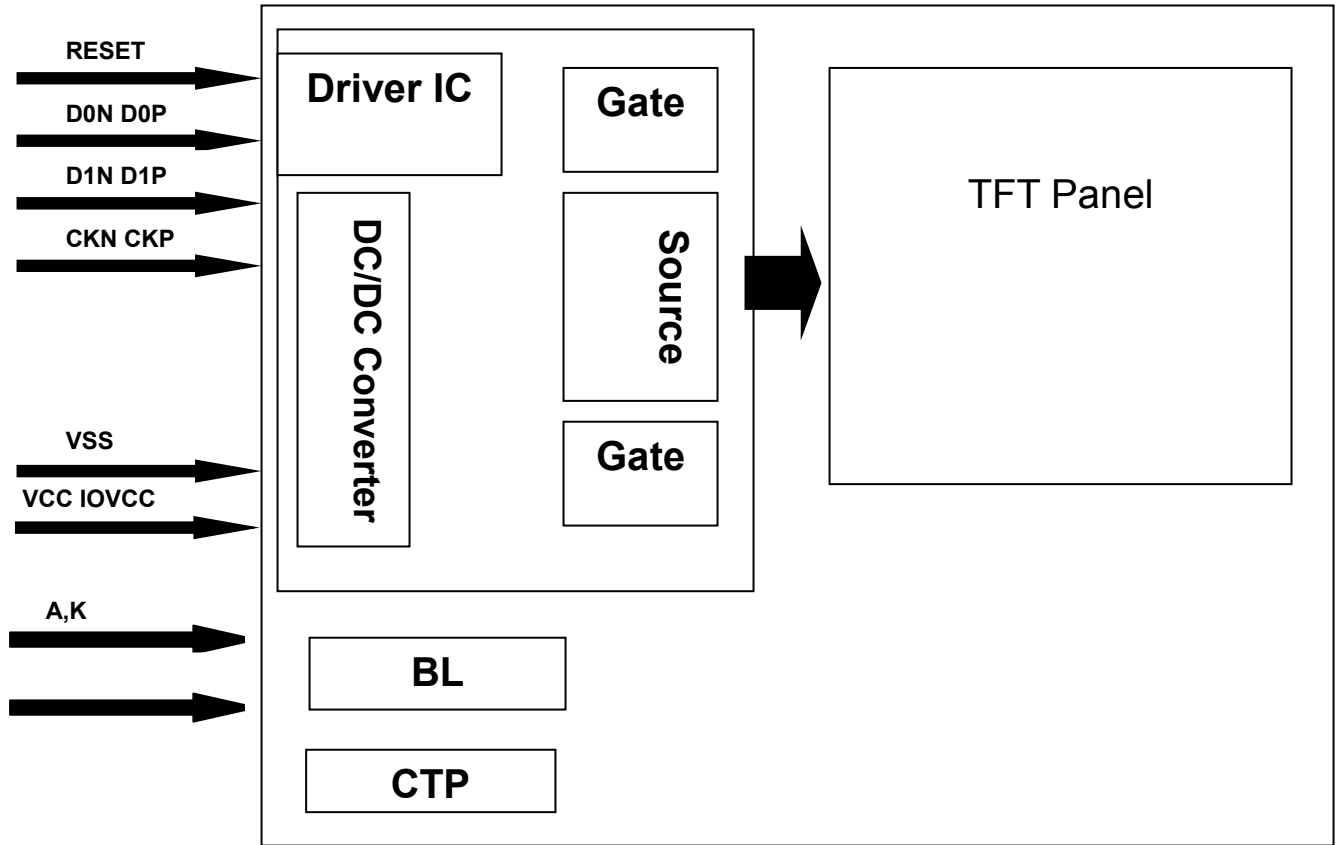 RESET
D0N D0P
D1N D1P
CKN CKP
VSS
VCC IOVCC
A,K
Driver IC
DC/DC Converter
Gate
Source
Gate
BL
CTP
TFT Panel